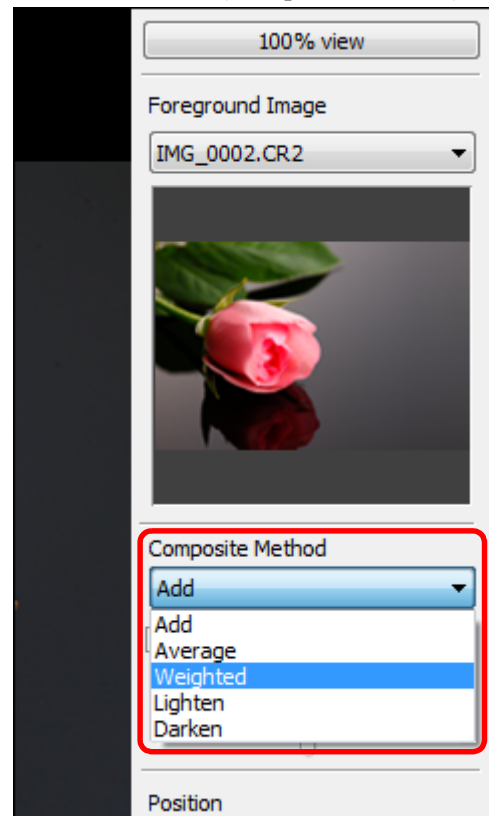 100% view
Foreground Image
IMG_0002.CR2
Composite Method
Add
Add
Average
Weighted
Lighten
Darken
Position